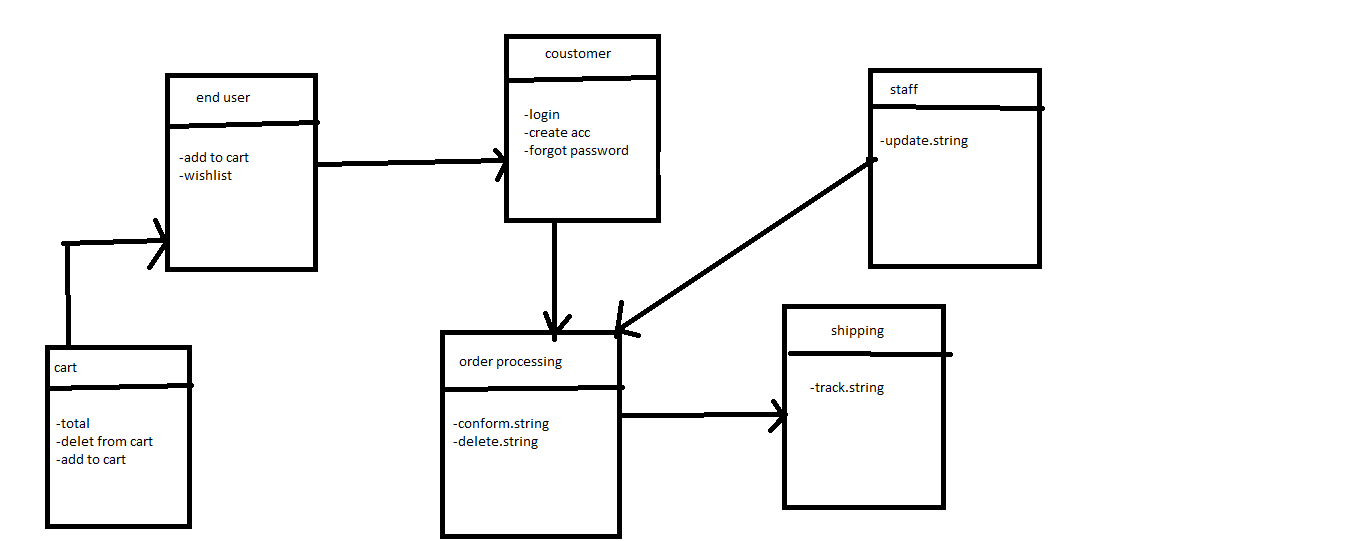 end user
-add to cart
-wishlist
coustomer
-login
-create acc
-forgot password
staff
-update.string
cart
-total
-delet from cart
-add to cart
order processing
-conform.string
-delete.string
shipping
-track.string